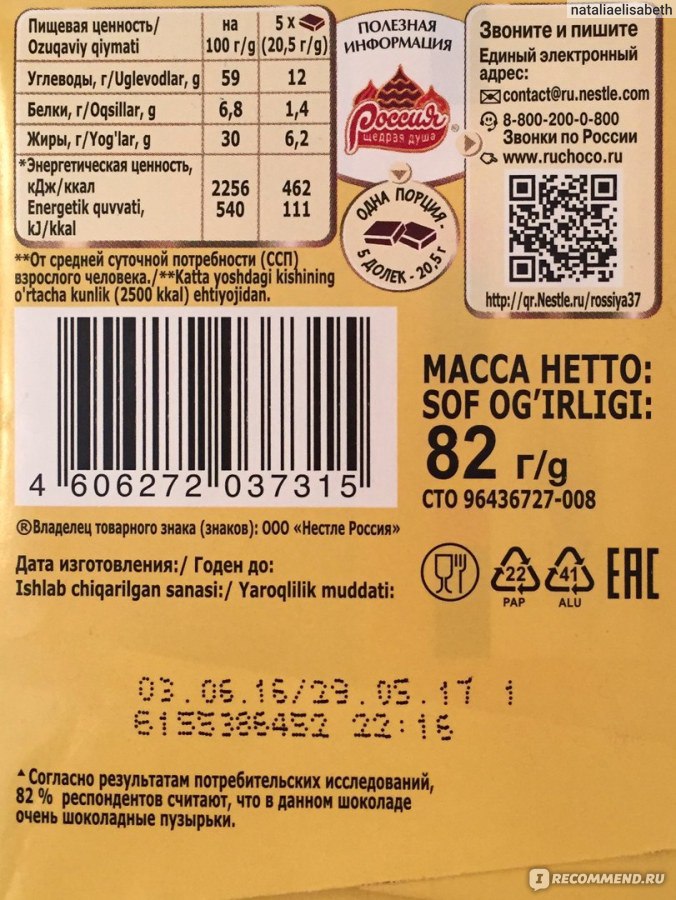 nataliaelisabeth
Пищевая ценность/ на 5 x
Ozuqaviy qiymati 100 г/g (20,5 г/g)
Углеводы, г/Uglevodlar, g 59 12
Белки, г/Oqsillar, g 6,8 1,4
Жиры, г/Yog'lar, g 30 6,2
*Энергетическая ценность,
кДж/ккал 2256 462
Energetik quvvati, 540 111
kJ/kkal
ПОЛЕЗНАЯ
ИНФОРМАЦИЯ
Россия ®
щедрая душа
ОДНА ПОРЦИЯ -
5 ДОЛЕК - 20,5 г
Звоните и пишите
Единый электронный
адрес:
contact@ru.nestle.com
8-800-200-0-800
Звонки по России
www.ruchoco.ru
http://qr.Nestle.ru/rossiya37
**От средней суточной потребности (ССП)
взрослого человека./**Katta yoshdagi kishining
o'rtacha kunlik (2500 kkal) ehtiyojidan.
4 606272 037315
МАССА НЕТТО:
SOF OG'IRLIGI:
82 г/g
СТО 96436727-008
®Владелец товарного знака (знаков): ООО «Нестле Россия»
Дата изготовления:/ Годен до:
Ishlab chiqarilgan sanasi:/ Yaroqlilik muddati:
22 41 EAC
PAP ALU
03.06.16/29.05.17 1
6155386452 22:16
▲Согласно результатам потребительских исследований,
82 % респондентов считают, что в данном шоколаде
очень шоколадные пузырьки.
IRECOMMEND.RU